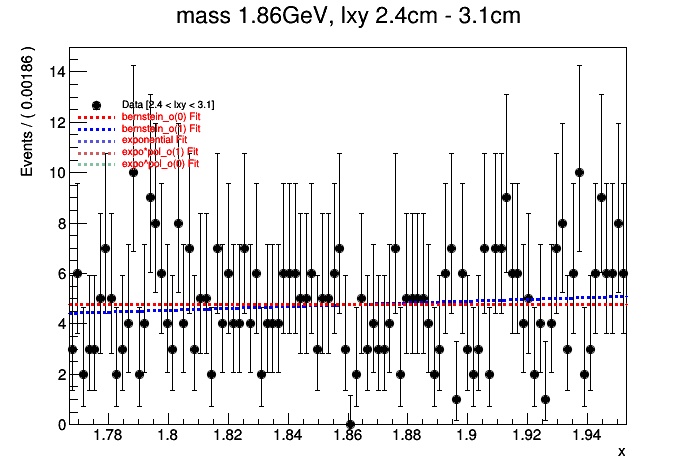 mass 1.86GeV, lxy 2.4cm - 3.1cm
Events / ( 0.00186 )
14
12
10
8
6
4
2
0
Data [2.4 < lxy < 3.1]
bernstein_o(0) Fit
bernstein_o(1) Fit
exponential Fit
expo*pol_o(1) Fit
expo^pol_o(0) Fit
1.78 1.8 1.82 1.84 1.86 1.88 1.9 1.92 1.94
x